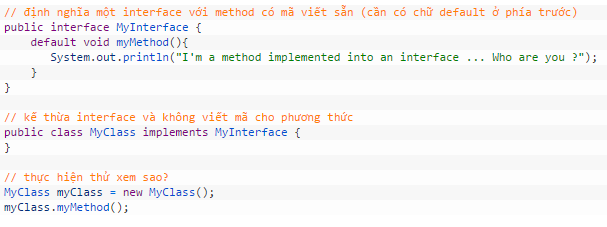 // định nghĩa một interface với method có mã viết sẵn (cần có chữ default ở phía trước)
public interface MyInterface {
    default void myMethod(){
       System.out.println("I'm a method implemented into an interface ... Who are you ?");
    }
}
// kế thừa interface và không viết mã cho phương thức
public class MyClass implements MyInterface {
}
// thực hiện thử xem sao?
MyClass myClass = new MyClass();
myClass.myMethod();